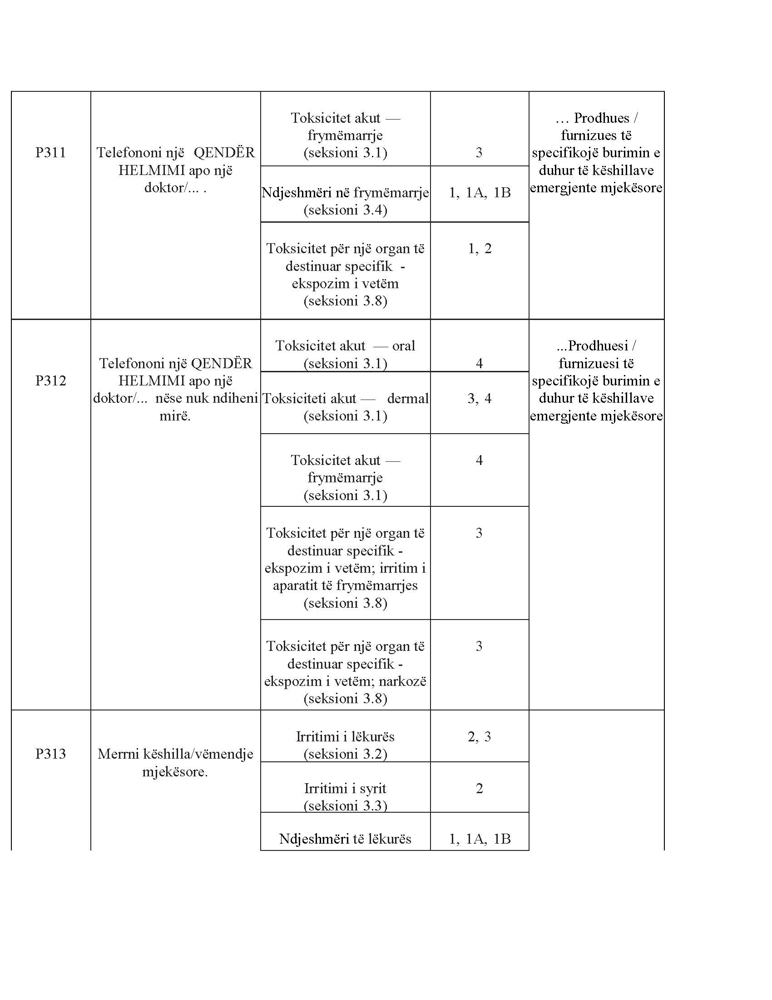 P311
Telefononi një QENDËR
HELMIMI apo një
doktor/... .
Toksicitet akut —
frymëmarrje
(seksioni 3.1)
3
Ndjeshmëri në frymëmarrje
(seksioni 3.4)
1, 1A, 1B
Toksicitet për një organ të
destinuar specifik -
ekspozim i vetëm
(seksioni 3.8)
1, 2
… Prodhues /
furnizues të
specifikojë burimin e
duhur të këshillave
emergjente mjekësore
P312
Telefononi një QENDËR
HELMIMI apo një
doktor/... nëse nuk ndiheni
mirë.
Toksicitet akut — oral
(seksioni 3.1)
4
Toksiciteti akut — dermal
(seksioni 3.1)
3, 4
Toksicitet akut —
frymëmarrje
(seksioni 3.1)
4
Toksicitet për një organ të
destinuar specifik -
ekspozim i vetëm; irritim i
aparatit të frymëmarrjes
(seksioni 3.8)
3
Toksicitet për një organ të
destinuar specifik -
ekspozim i vetëm; narkozë
(seksioni 3.8)
3
...Prodhuesi /
furnizuesi të
specifikojë burimin e
duhur të këshillave
emergjente mjekësore
P313
Merrni këshilla/vëmendje
mjekësore.
Irritimi i lëkurës
(seksioni 3.2)
2, 3
Irritimi i syrit
(seksioni 3.3)
2
Ndjeshmëri të lëkurës
1, 1A, 1B